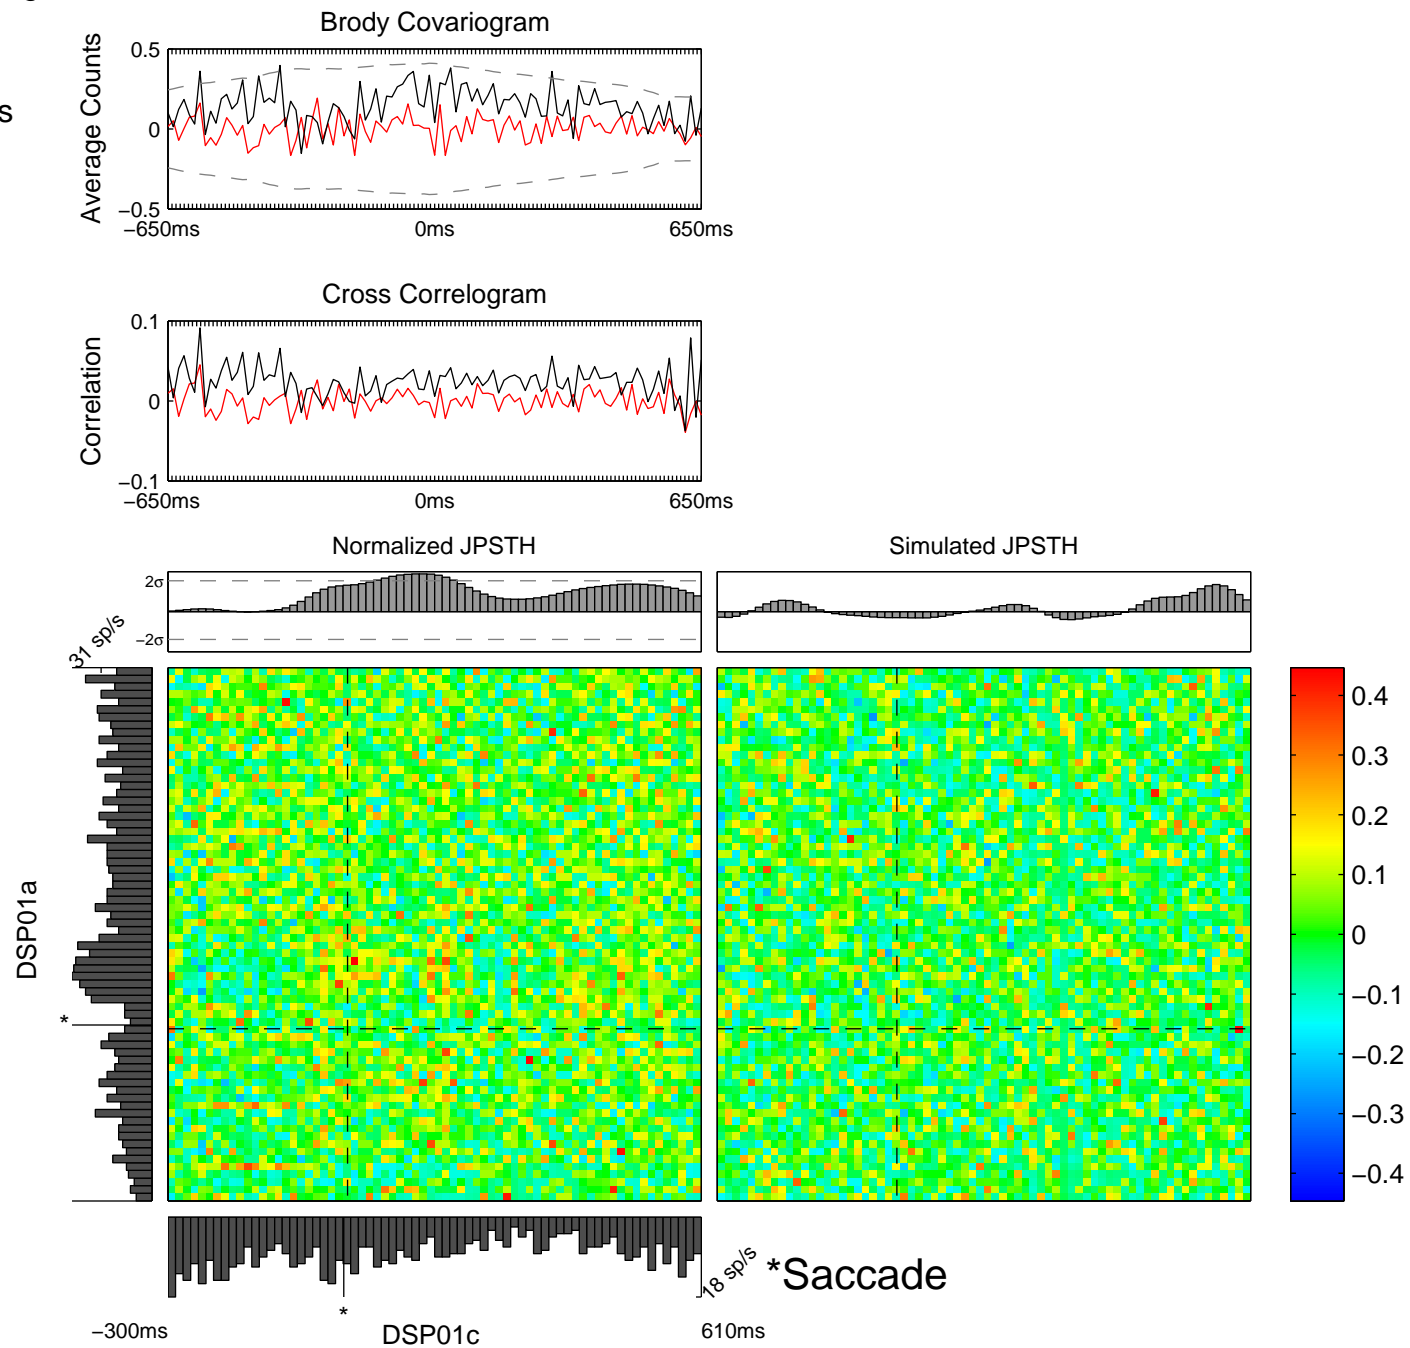 Brody Covariogram
Average Counts
0.5
0
−0.5
−650ms
0ms
650ms
s
Cross Correlogram
Correlation
0.1
0
−0.1
−650ms
0ms
650ms
Normalized JPSTH
Simulated JPSTH
2σ
−2σ
31 sp/s
DSP01a
*
0.4
0.3
0.2
0.1
0
−0.1
−0.2
−0.3
−0.4
18 sp/s
*Saccade
*
−300ms
DSP01c
610ms